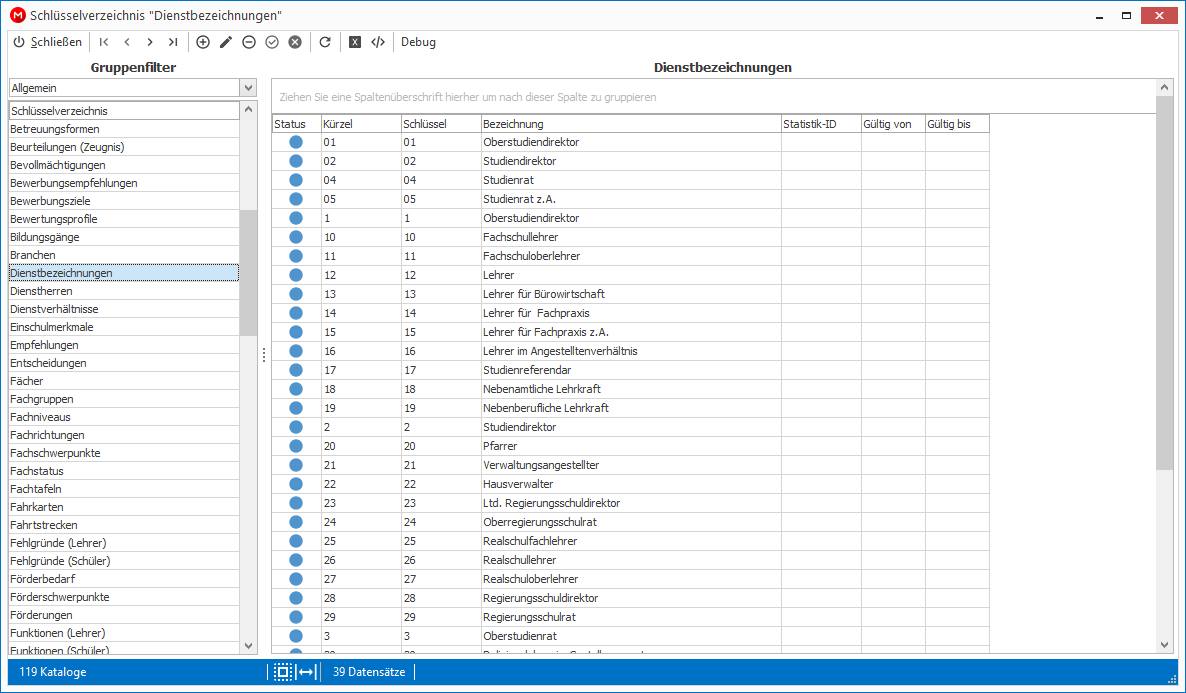 Schlüsselverzeichnis "Dienstbezeichnungen"
Schließen Debug
Gruppenfilter
Allgemein
Schlüsselverzeichnis
Betreuungsformen
Beurteilungen (Zeugnis)
Bevollmächtigungen
Bewerbungsempfehlungen
Bewerbungsziele
Bewertungsprofile
Bildungsgänge
Branchen
Dienstbezeichnungen
Dienstherren
Dienstverhältnisse
Einschulmerkmale
Empfehlungen
Entscheidungen
Fächer
Fachgruppen
Fachniveaus
Fachrichtungen
Fachschwerpunkte
Fachstatus
Fachtafeln
Fahrkarten
Fahrtstrecken
Fehlgründe (Lehrer)
Fehlgründe (Schüler)
Förderbedarf
Förderschwerpunkte
Förderungen
Funktionen (Lehrer)
Funktionen (Schüler)
Dienstbezeichnungen
Ziehen Sie eine Spaltenüberschrift hierher um nach dieser Spalte zu gruppieren
Status Kürzel Schlüssel Bezeichnung Statistik-ID Gültig von Gültig bis
01 01 Oberstudiendirektor
02 02 Studiendirektor
04 04 Studienrat
05 05 Studienrat z.A.
1 1 Oberstudiendirektor
10 10 Fachschullehrer
11 11 Fachschuloberlehrer
12 12 Lehrer
13 13 Lehrer für Bürowirtschaft
14 14 Lehrer für Fachpraxis
15 15 Lehrer für Fachpraxis z.A.
16 16 Lehrer im Angestelltenverhältnis
17 17 Studienreferendar
18 18 Nebenamtliche Lehrkraft
19 19 Nebenberufliche Lehrkraft
2 2 Studiendirektor
20 20 Pfarrer
21 21 Verwaltungsangestellter
22 22 Hausverwalter
23 23 Ltd. Regierungsschuldirektor
24 24 Oberregierungsschulrat
25 25 Realschulfachlehrer
26 26 Realschullehrer
27 27 Realschuloberlehrer
28 28 Regierungsschuldirektor
29 29 Regierungsschulrat
3 3 Oberstudienrat
119 Kataloge 39 Datensätze